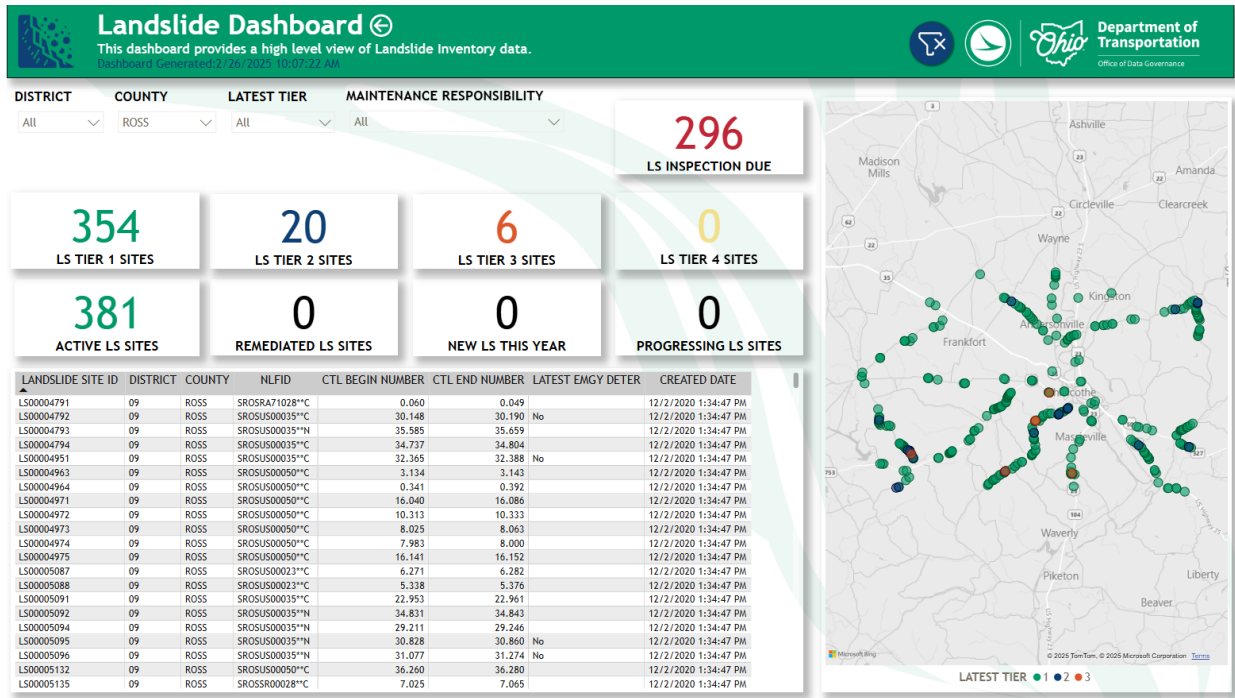 Landslide Dashboard
This dashboard provides a high level view of Landslide Inventory data.
Dashboard Generated:2/26/2025 10:07:22 AM
Ohio
Department of
Transportation
Office of Data Governance
DISTRICT COUNTY LATEST TIER MAINTENANCE RESPONSIBILITY
All ROSS All All
296
LS INSPECTION DUE
354 20 6 0
LS TIER 1 SITES LS TIER 2 SITES LS TIER 3 SITES LS TIER 4 SITES
381 0 0 0
ACTIVE LS SITES REMEDIATED LS SITES NEW LS THIS YEAR PROGRESSING LS SITES
LANDSLIDE SITE ID DISTRICT COUNTY NLFID CTL BEGIN NUMBER CTL END NUMBER LATEST EMGY DETER CREATED DATE
LS00004791 09 ROSS SROSRA71028**C 0.060 0.049 12/2/2020 1:34:47 PM
LS00004792 09 ROSS SROSUS00035**C 30.148 30.190 No 12/2/2020 1:34:47 PM
LS00004793 09 ROSS SROSUS00035**N 35.585 35.659 12/2/2020 1:34:47 PM
LS00004794 09 ROSS SROSUS00035**C 34.737 34.804 12/2/2020 1:34:47 PM
LS00004951 09 ROSS SROSUS00035**C 32.365 32.388 No 12/2/2020 1:34:47 PM
LS00004963 09 ROSS SROSUS00050**C 3.134 3.143 12/2/2020 1:34:47 PM
LS00004964 09 ROSS SROSUS00050**C 0.341 0.392 12/2/2020 1:34:47 PM
LS00004971 09 ROSS SROSUS00050**C 16.040 16.086 12/2/2020 1:34:47 PM
LS00004972 09 ROSS SROSUS00050**C 10.313 10.333 12/2/2020 1:34:47 PM
LS00004973 09 ROSS SROSUS00050**C 8.025 8.063 12/2/2020 1:34:47 PM
LS00004974 09 ROSS SROSUS00050**C 7.983 8.000 12/2/2020 1:34:47 PM
LS00004975 09 ROSS SROSUS00050**C 16.141 16.152 12/2/2020 1:34:47 PM
LS00005087 09 ROSS SROSUS00023**C 6.271 6.282 12/2/2020 1:34:47 PM
LS00005088 09 ROSS SROSUS00023**C 5.338 5.376 12/2/2020 1:34:47 PM
LS00005091 09 ROSS SROSUS00035**C 22.953 22.961 12/2/2020 1:34:47 PM
LS00005092 09 ROSS SROSUS00035**N 34.831 34.843 12/2/2020 1:34:47 PM
LS00005094 09 ROSS SROSUS00035**N 29.211 29.246 12/2/2020 1:34:47 PM
LS00005095 09 ROSS SROSUS00035**N 30.828 30.860 No 12/2/2020 1:34:47 PM
LS00005096 09 ROSS SROSUS00035**N 31.077 31.274 No 12/2/2020 1:34:47 PM
LS00005132 09 ROSS SROSUS00050**C 36.260 36.280 12/2/2020 1:34:47 PM
LS00005135 09 ROSS SROSSR00028**C 7.025 7.065 12/2/2020 1:34:47 PM
3
Ashville
23
Madison
Mills
22
Amanda
Circleville
Clearcreek
62
22
22
Wayne
US Highway 23 S
35
Kingston
Frankfort
23
23
Massieville
327
753
23
104
US Highway 35
Waverly
Piketon
Liberty
Beaver
Microsoft Bing
© 2025 TomTom, © 2025 Microsoft Corporation Terms
LATEST TIER 1 2 3